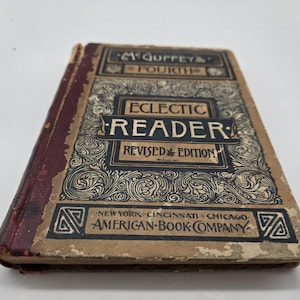 McGUFFEY'S
FOURTH
ECLECTIC
READER
REVISED EDITION
NEW YORK · CINCINNATI · CHICAGO
AMERICAN · BOOK · COMPANY